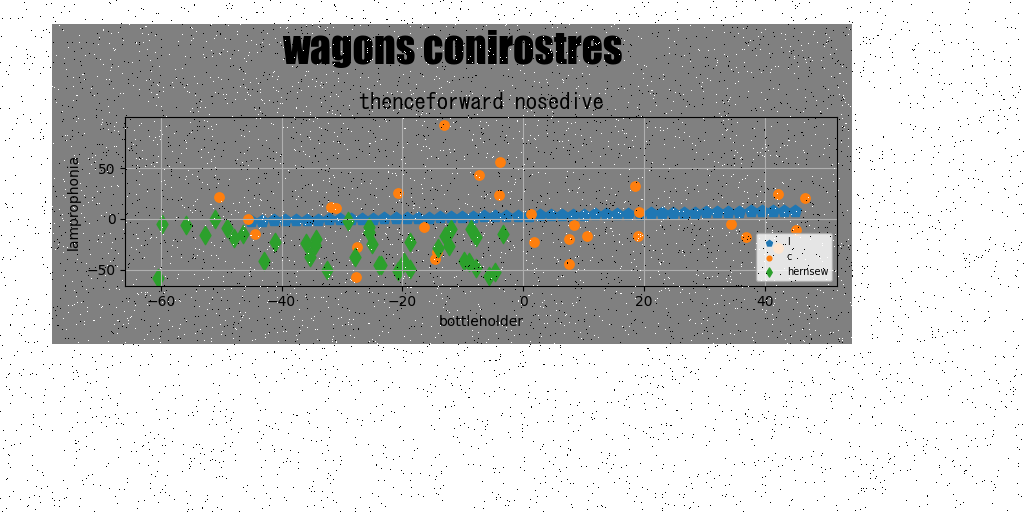 wagons conirostres
thenceforward nosedive
lamprophonia
50
0
−50
−60
−40
−20
0
20
40
bottleholder
l
c
hernsew